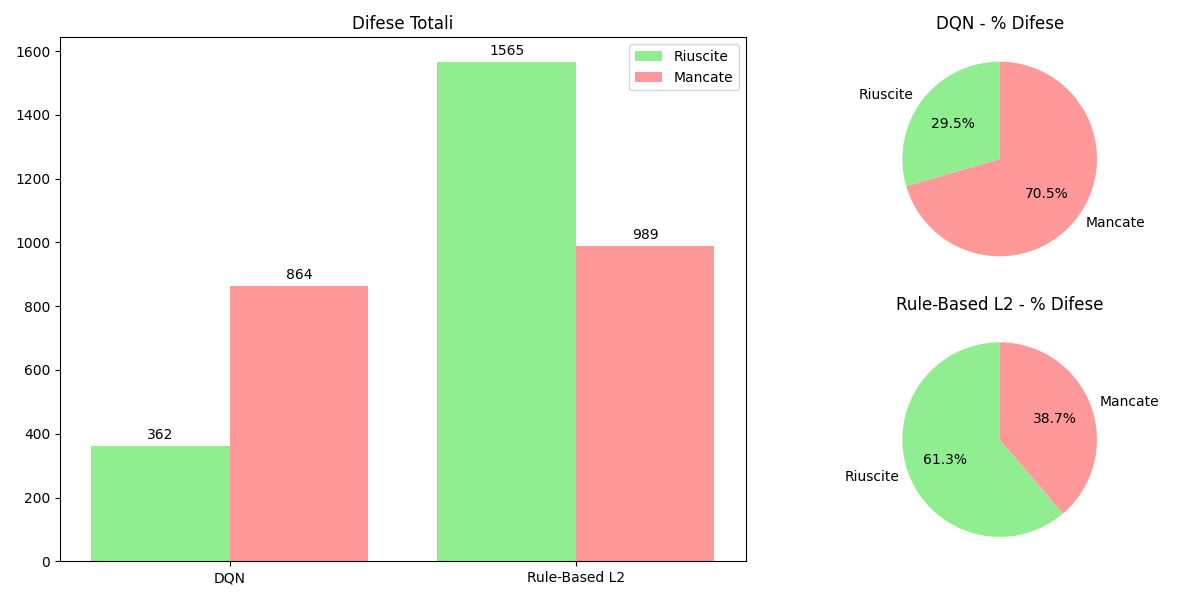 Difese Totali
1600
1400
1200
1000
800
600
400
200
0
1565
989
864
362
Riuscite
Mancate
DQN
Rule-Based L2
DQN - % Difese
Riuscite
29.5%
70.5%
Mancate
Rule-Based L2 - % Difese
Mancate
38.7%
61.3%
Riuscite